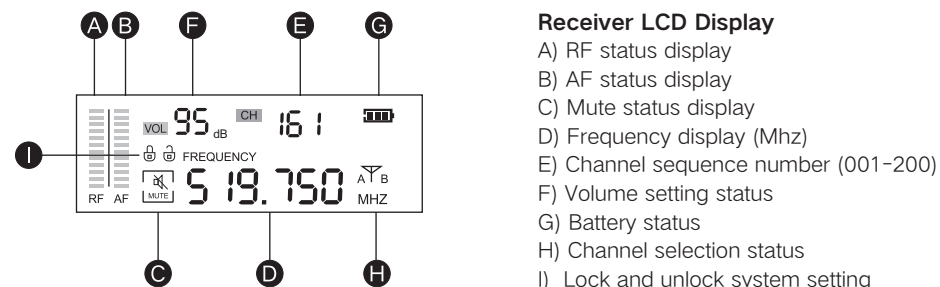 A B F E G
VOL 95 dB CH 161
I FREQUENCY
MUTE 519.750 A B
RF AF MHZ
C D H
Receiver LCD Display
A) RF status display
B) AF status display
C) Mute status display
D) Frequency display (Mhz)
E) Channel sequence number (001-200)
F) Volume setting status
G) Battery status
H) Channel selection status
I) Lock and unlock system setting